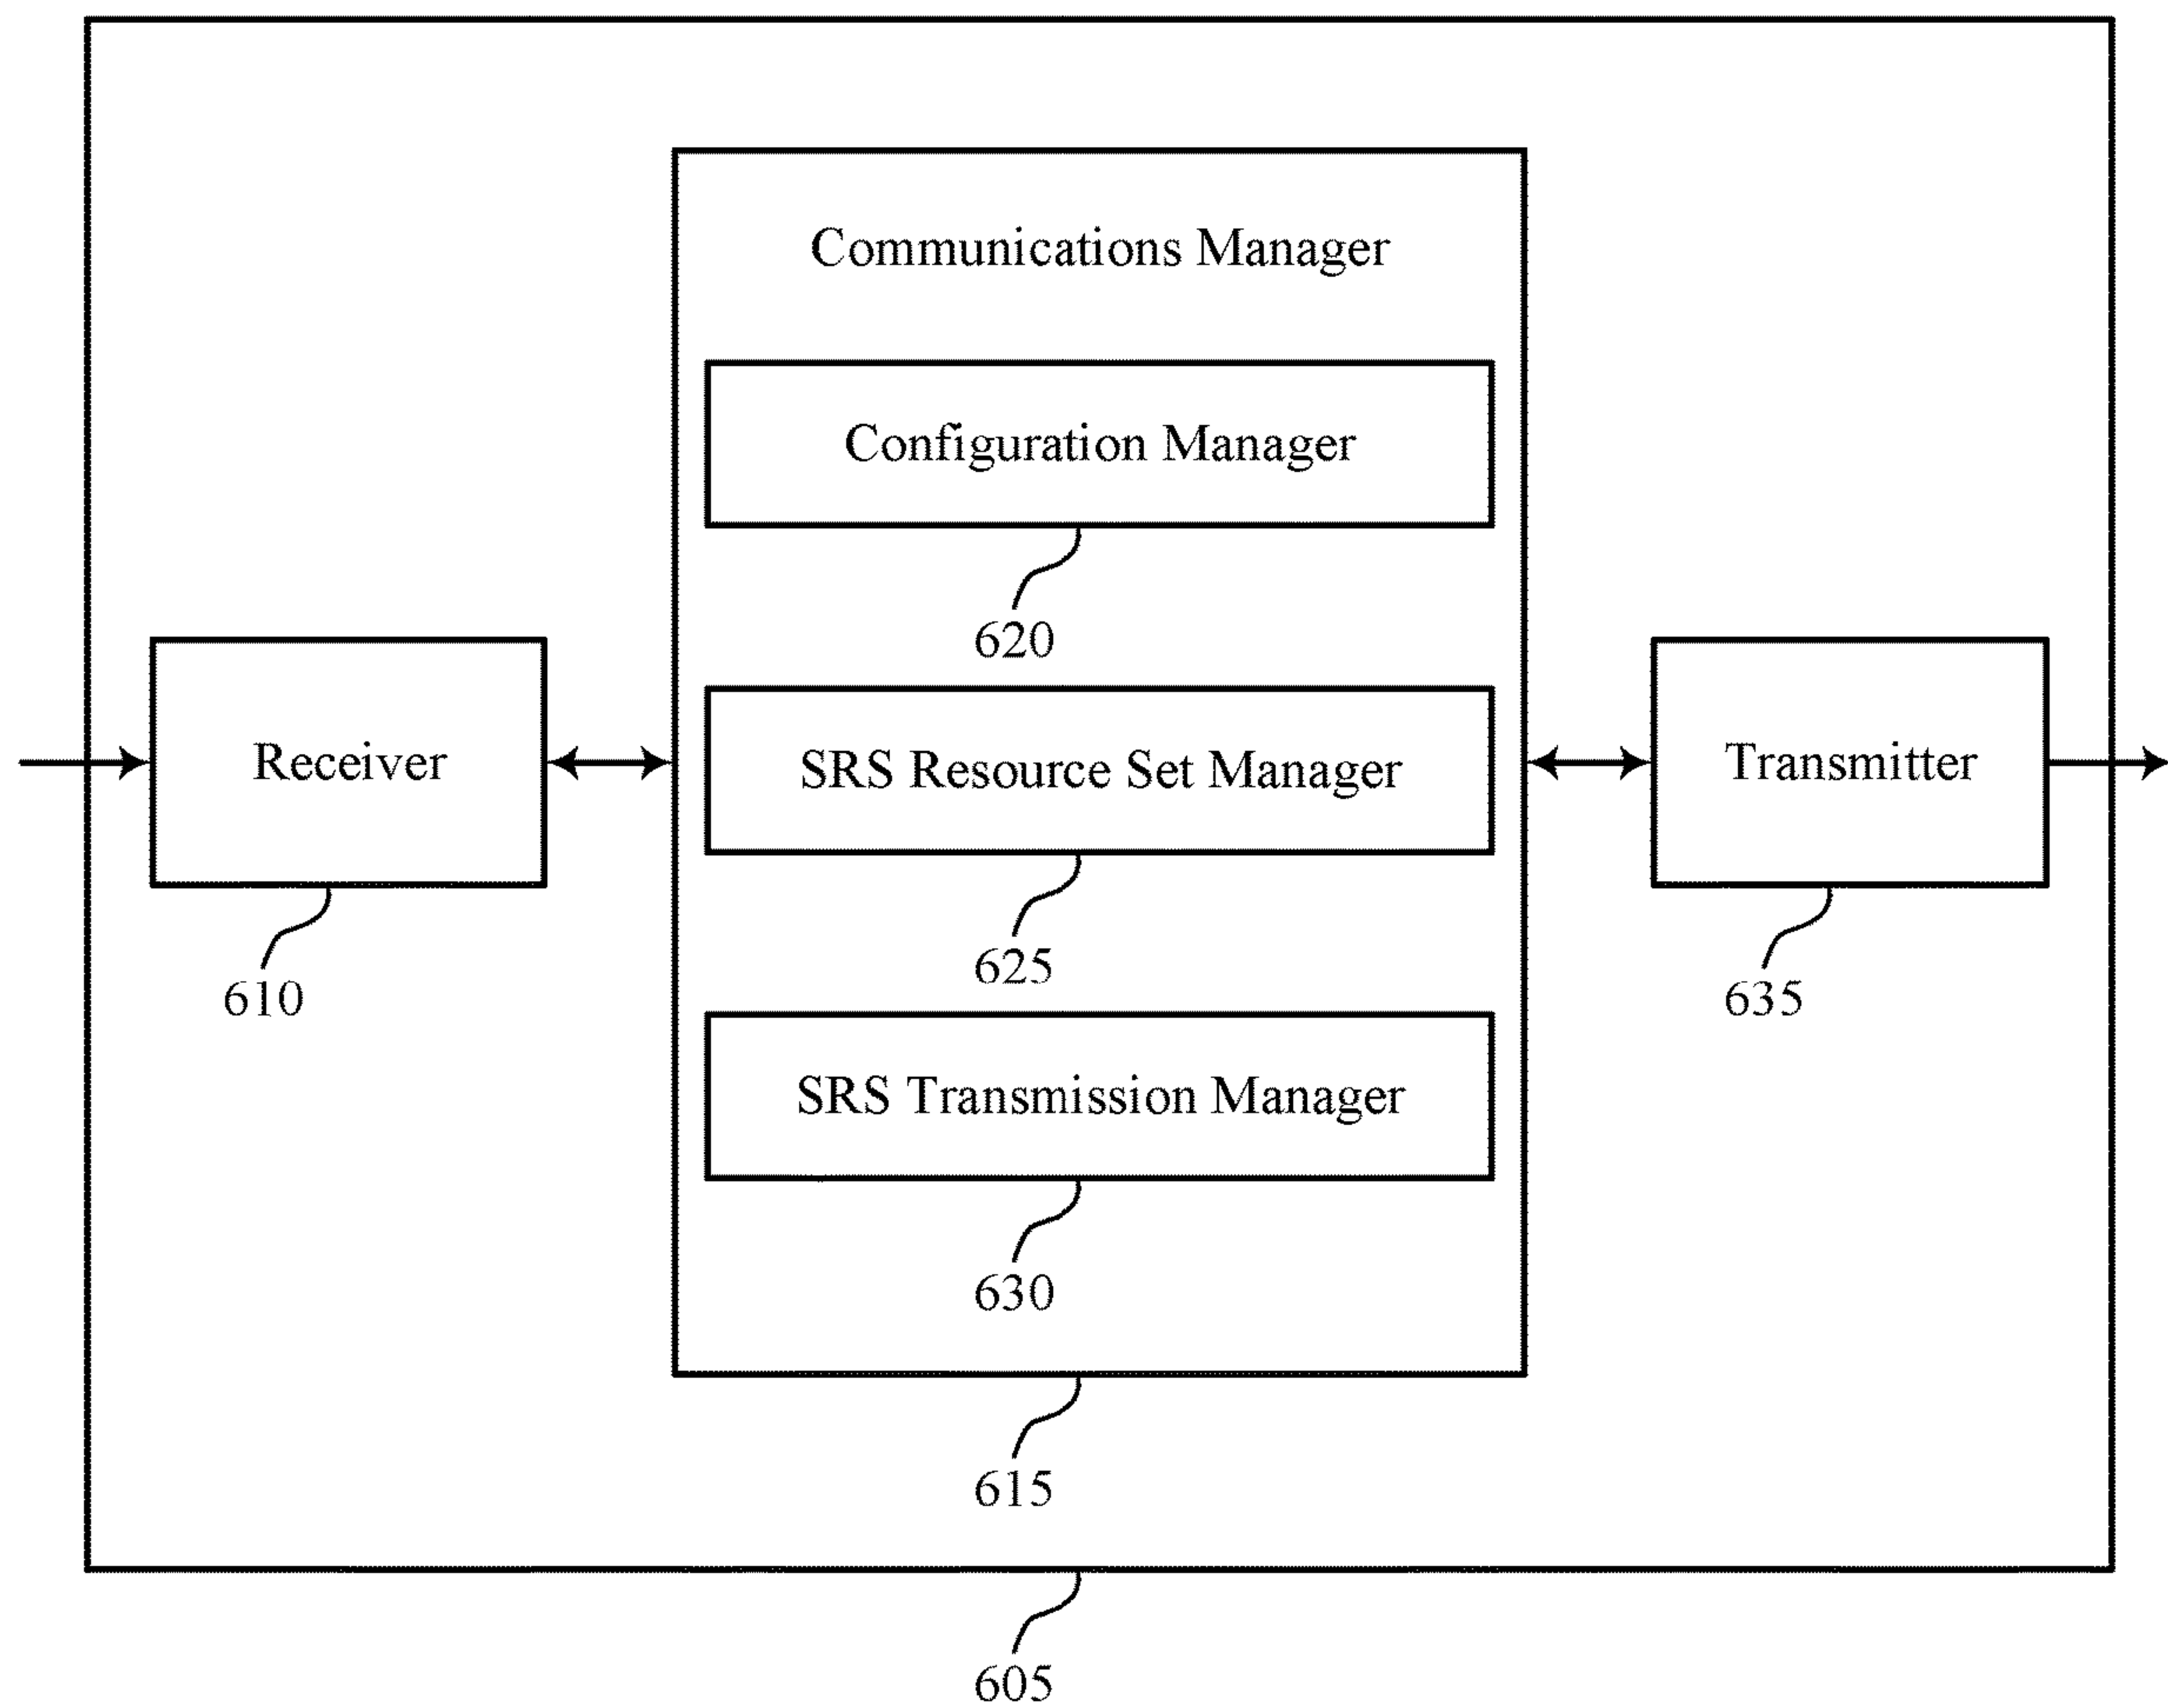 Communications Manager
Configuration Manager
620
Receiver
SRS Resource Set Manager
Transmitter
610
625
635
SRS Transmission Manager
630
615
605